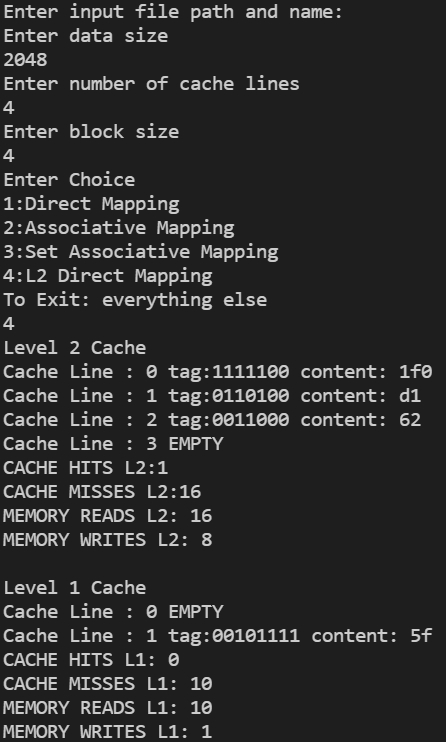 Enter input file path and name:
Enter data size
2048
Enter number of cache lines
4
Enter block size
4
Enter Choice
1:Direct Mapping
2:Associative Mapping
3:Set Associative Mapping
4:L2 Direct Mapping
To Exit: everything else
4
Level 2 Cache
Cache Line : 0 tag:1111100 content: 1f0
Cache Line : 1 tag:0110100 content: d1
Cache Line : 2 tag:0011000 content: 62
Cache Line : 3 EMPTY
CACHE HITS L2:1
CACHE MISSES L2:16
MEMORY READS L2: 16
MEMORY WRITES L2: 8
Level 1 Cache
Cache Line : 0 EMPTY
Cache Line : 1 tag:00101111 content: 5f
CACHE HITS L1: 0
CACHE MISSES L1: 10
MEMORY READS L1: 10
MEMORY WRITES L1: 1